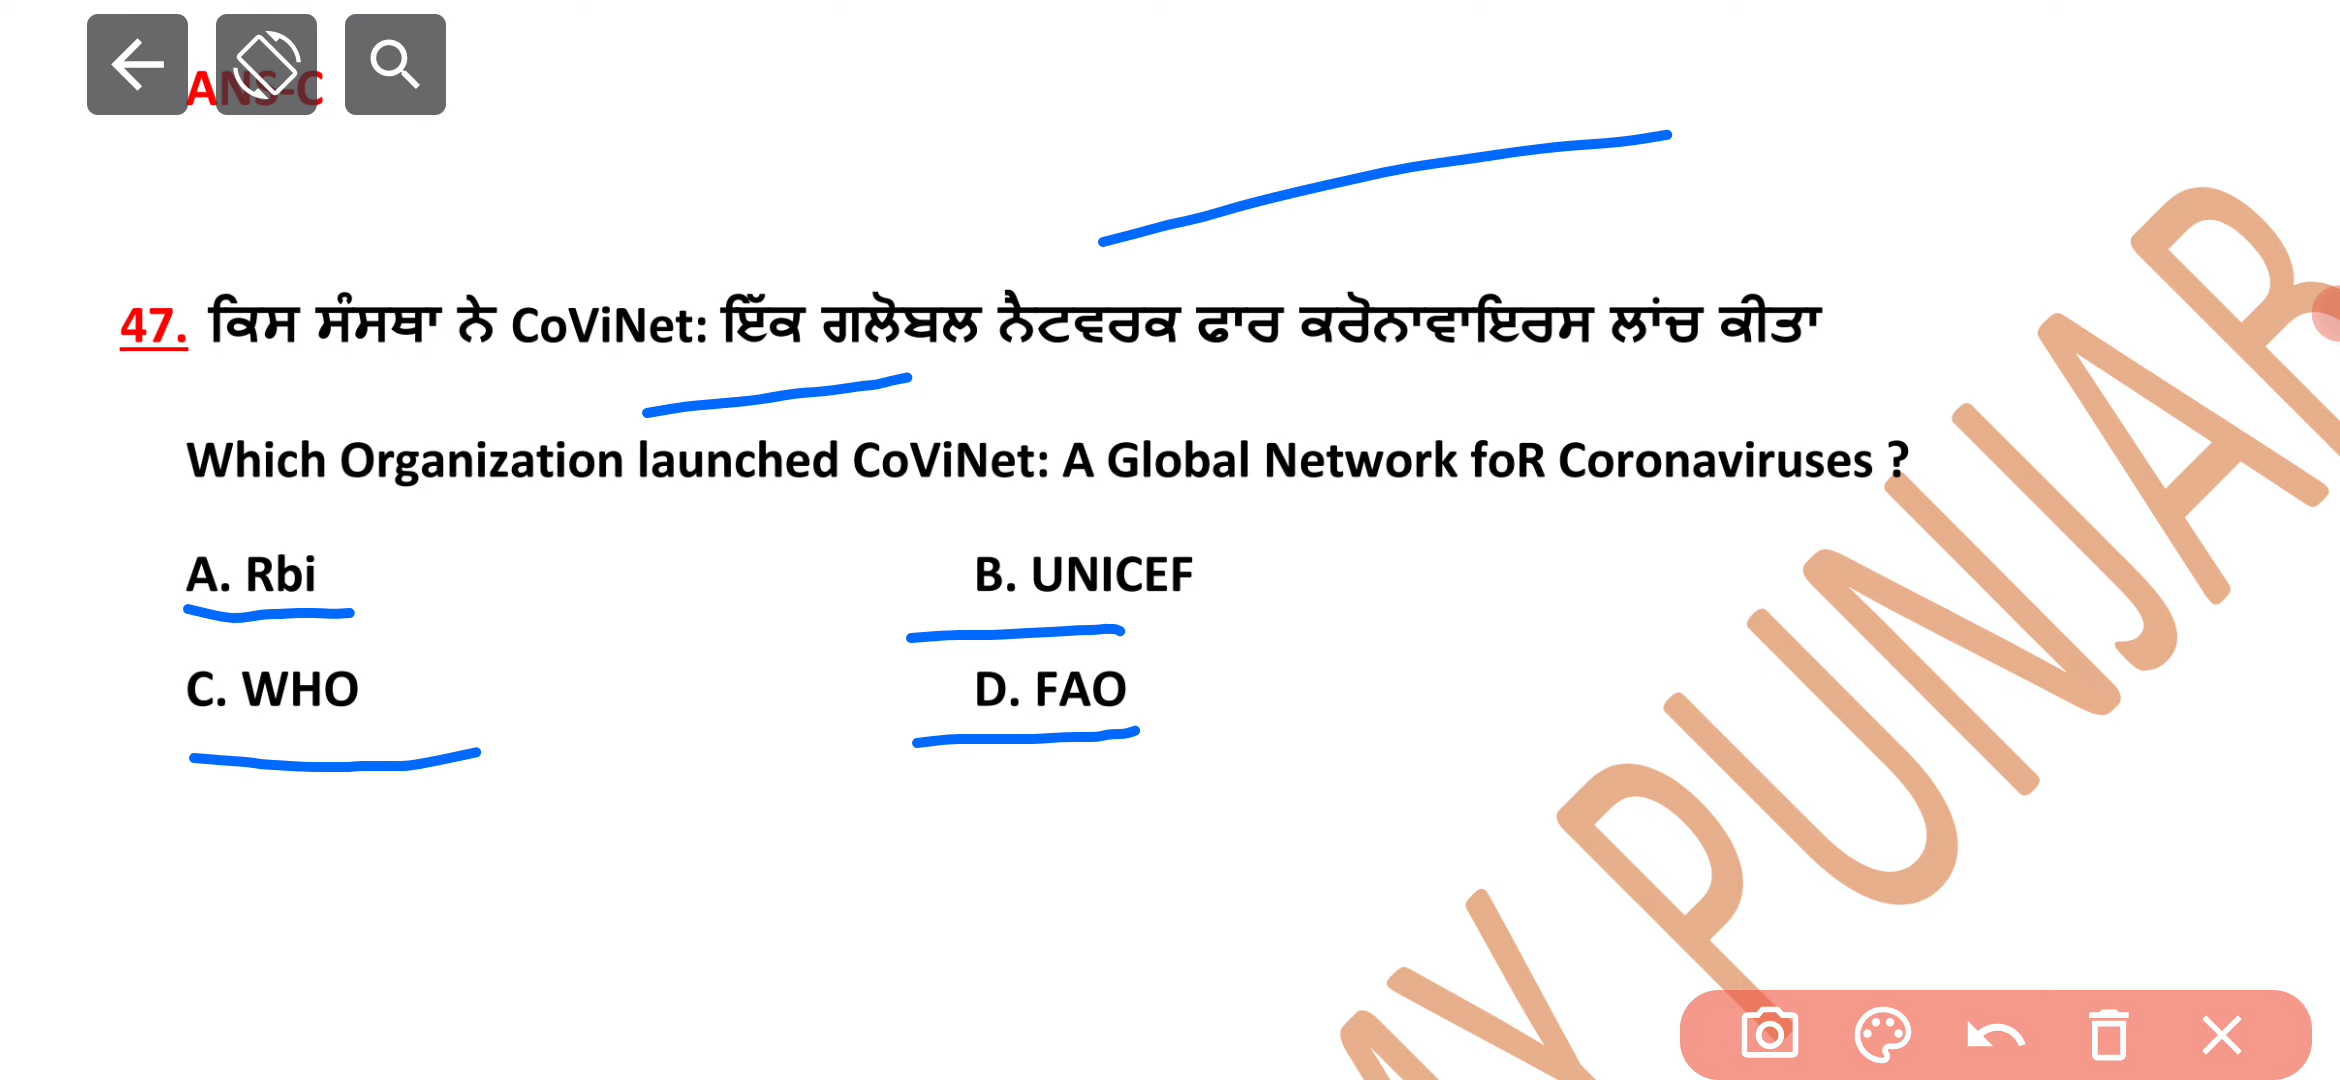 ANS-C
47. ਕਿਸ ਸੰਸਥਾ ਨੇ CoViNet: ਇੱਕ ਗਲੋਬਲ ਨੈਟਵਰਕ ਫਾਰ ਕਰੋਨਾਵਾਇਰਸ ਲਾਂਚ ਕੀਤਾ
Which Organization launched CoViNet: A Global Network foR Coronaviruses ?
A. Rbi B. UNICEF
C. WHO D. FAO
PUNJAB